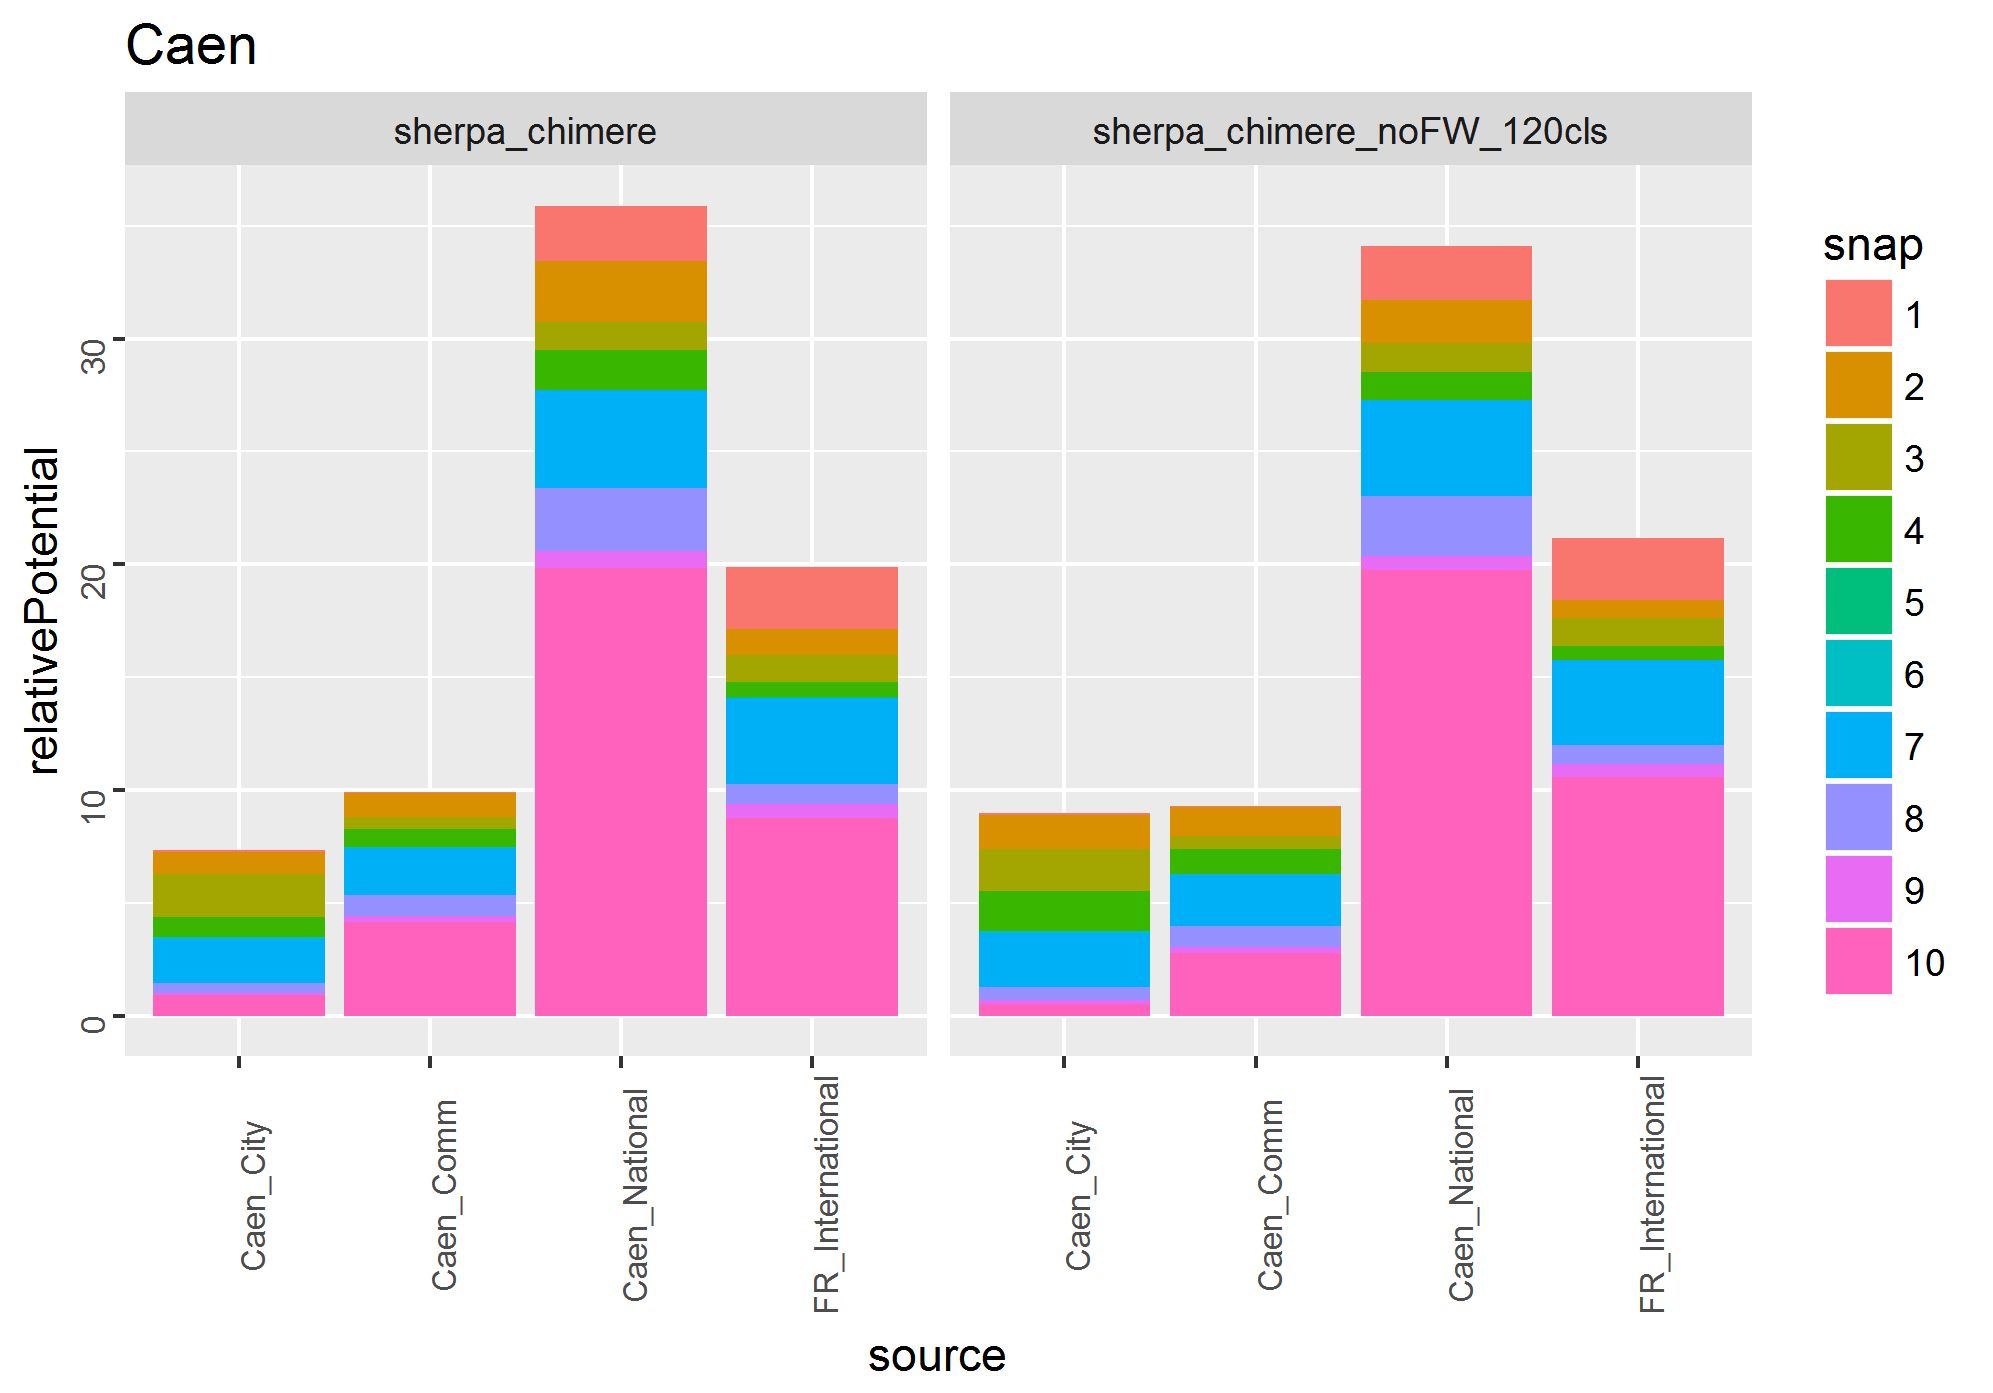 Caen
sherpa_chimere
sherpa_chimere_noFW_120cls
relativePotential
30
20
10
0
Caen_City
Caen_Comm
Caen_National
FR_International
Caen_City
Caen_Comm
Caen_National
FR_International
source
snap
1
2
3
4
5
6
7
8
9
10